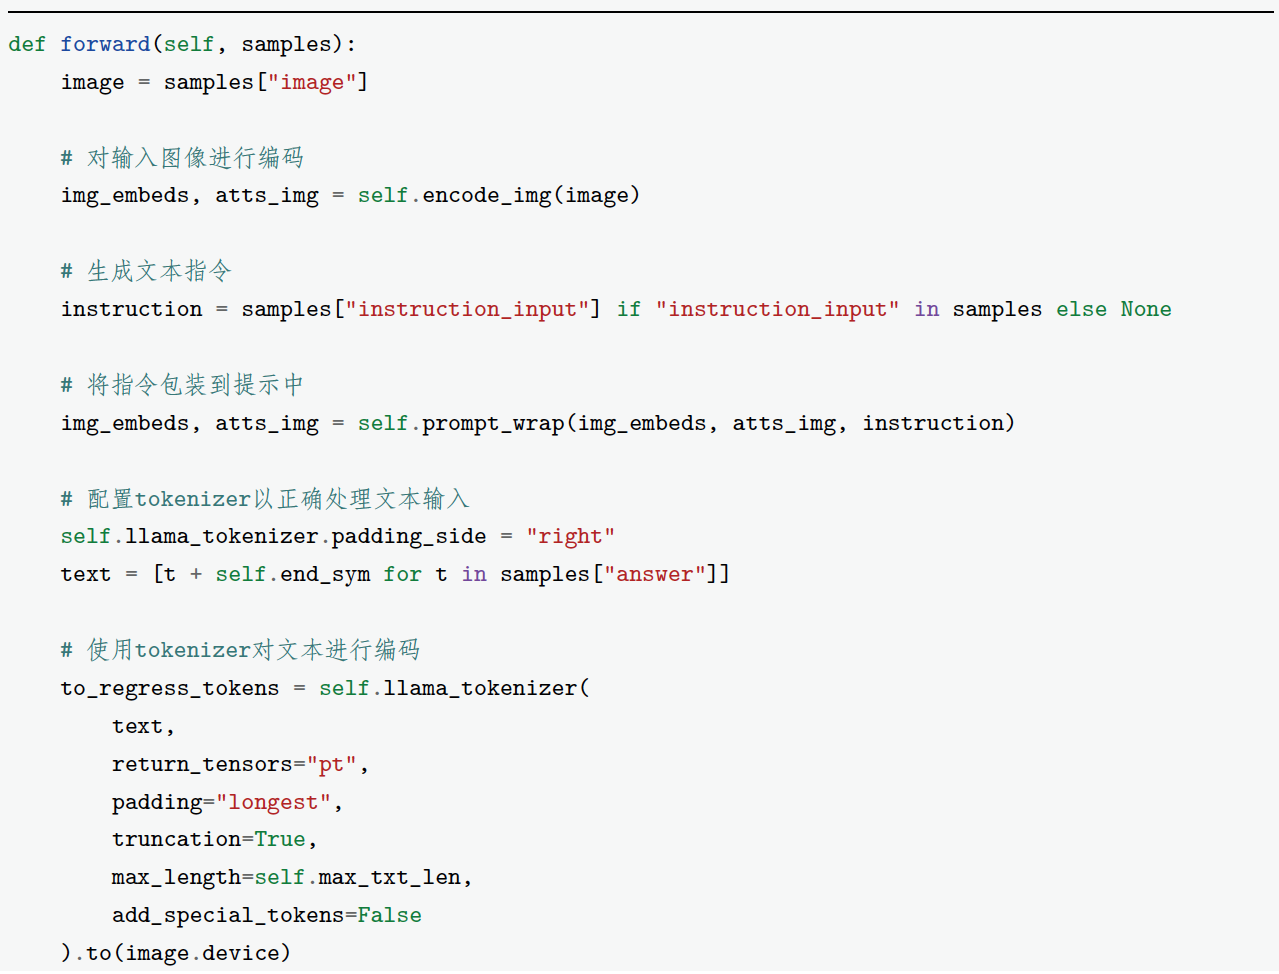 def forward(self, samples):
    image = samples["image"]

    # 对输入图像进行编码
    img_embeds, atts_img = self.encode_img(image)

    # 生成文本指令
    instruction = samples["instruction_input"] if "instruction_input" in samples else None

    # 将指令包装到提示中
    img_embeds, atts_img = self.prompt_wrap(img_embeds, atts_img, instruction)

    # 配置tokenizer以正确处理文本输入
    self.llama_tokenizer.padding_side = "right"
    text = [t + self.end_sym for t in samples["answer"]]

    # 使用tokenizer对文本进行编码
    to_regress_tokens = self.llama_tokenizer(
        text,
        return_tensors="pt",
        padding="longest",
        truncation=True,
        max_length=self.max_txt_len,
        add_special_tokens=False
    ).to(image.device)